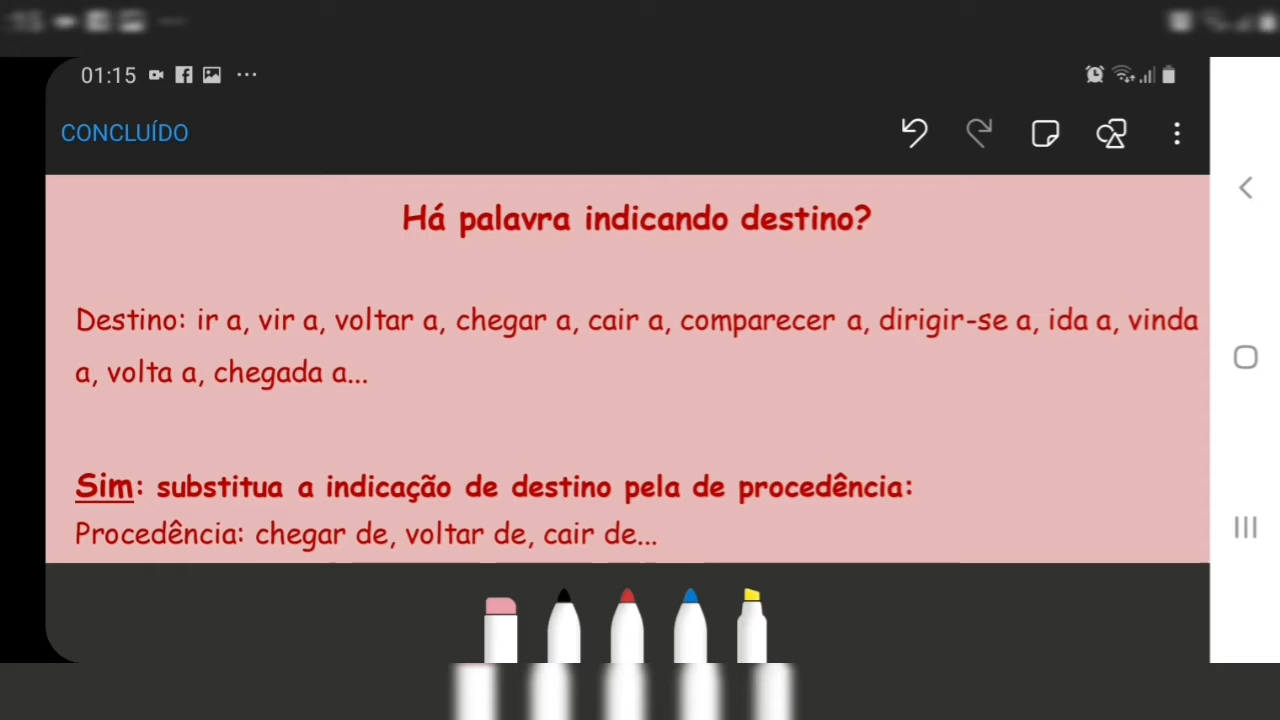 01:15
CONCLUÍDO
Há palavra indicando destino?
Destino: ir a, vir a, voltar a, chegar a, cair a, comparecer a, dirigir-se a, ida a, vinda
a, volta a, chegada a...
Sim: substitua a indicação de destino pela de procedência:
Procedência: chegar de, voltar de, cair de...